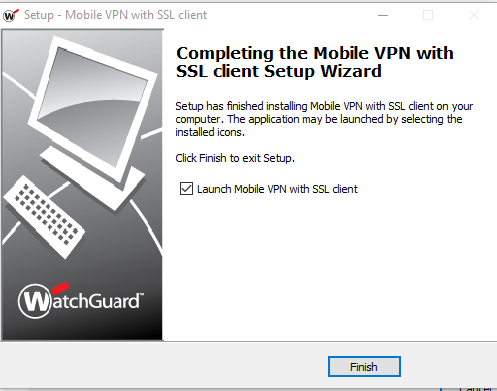 Setup - Mobile VPN with SSL client
Completing the Mobile VPN with
SSL client Setup Wizard
Setup has finished installing Mobile VPN with SSL client on your
computer. The application may be launched by selecting the
installed icons.
Click Finish to exit Setup.
Launch Mobile VPN with SSL client
WatchGuard™
Finish